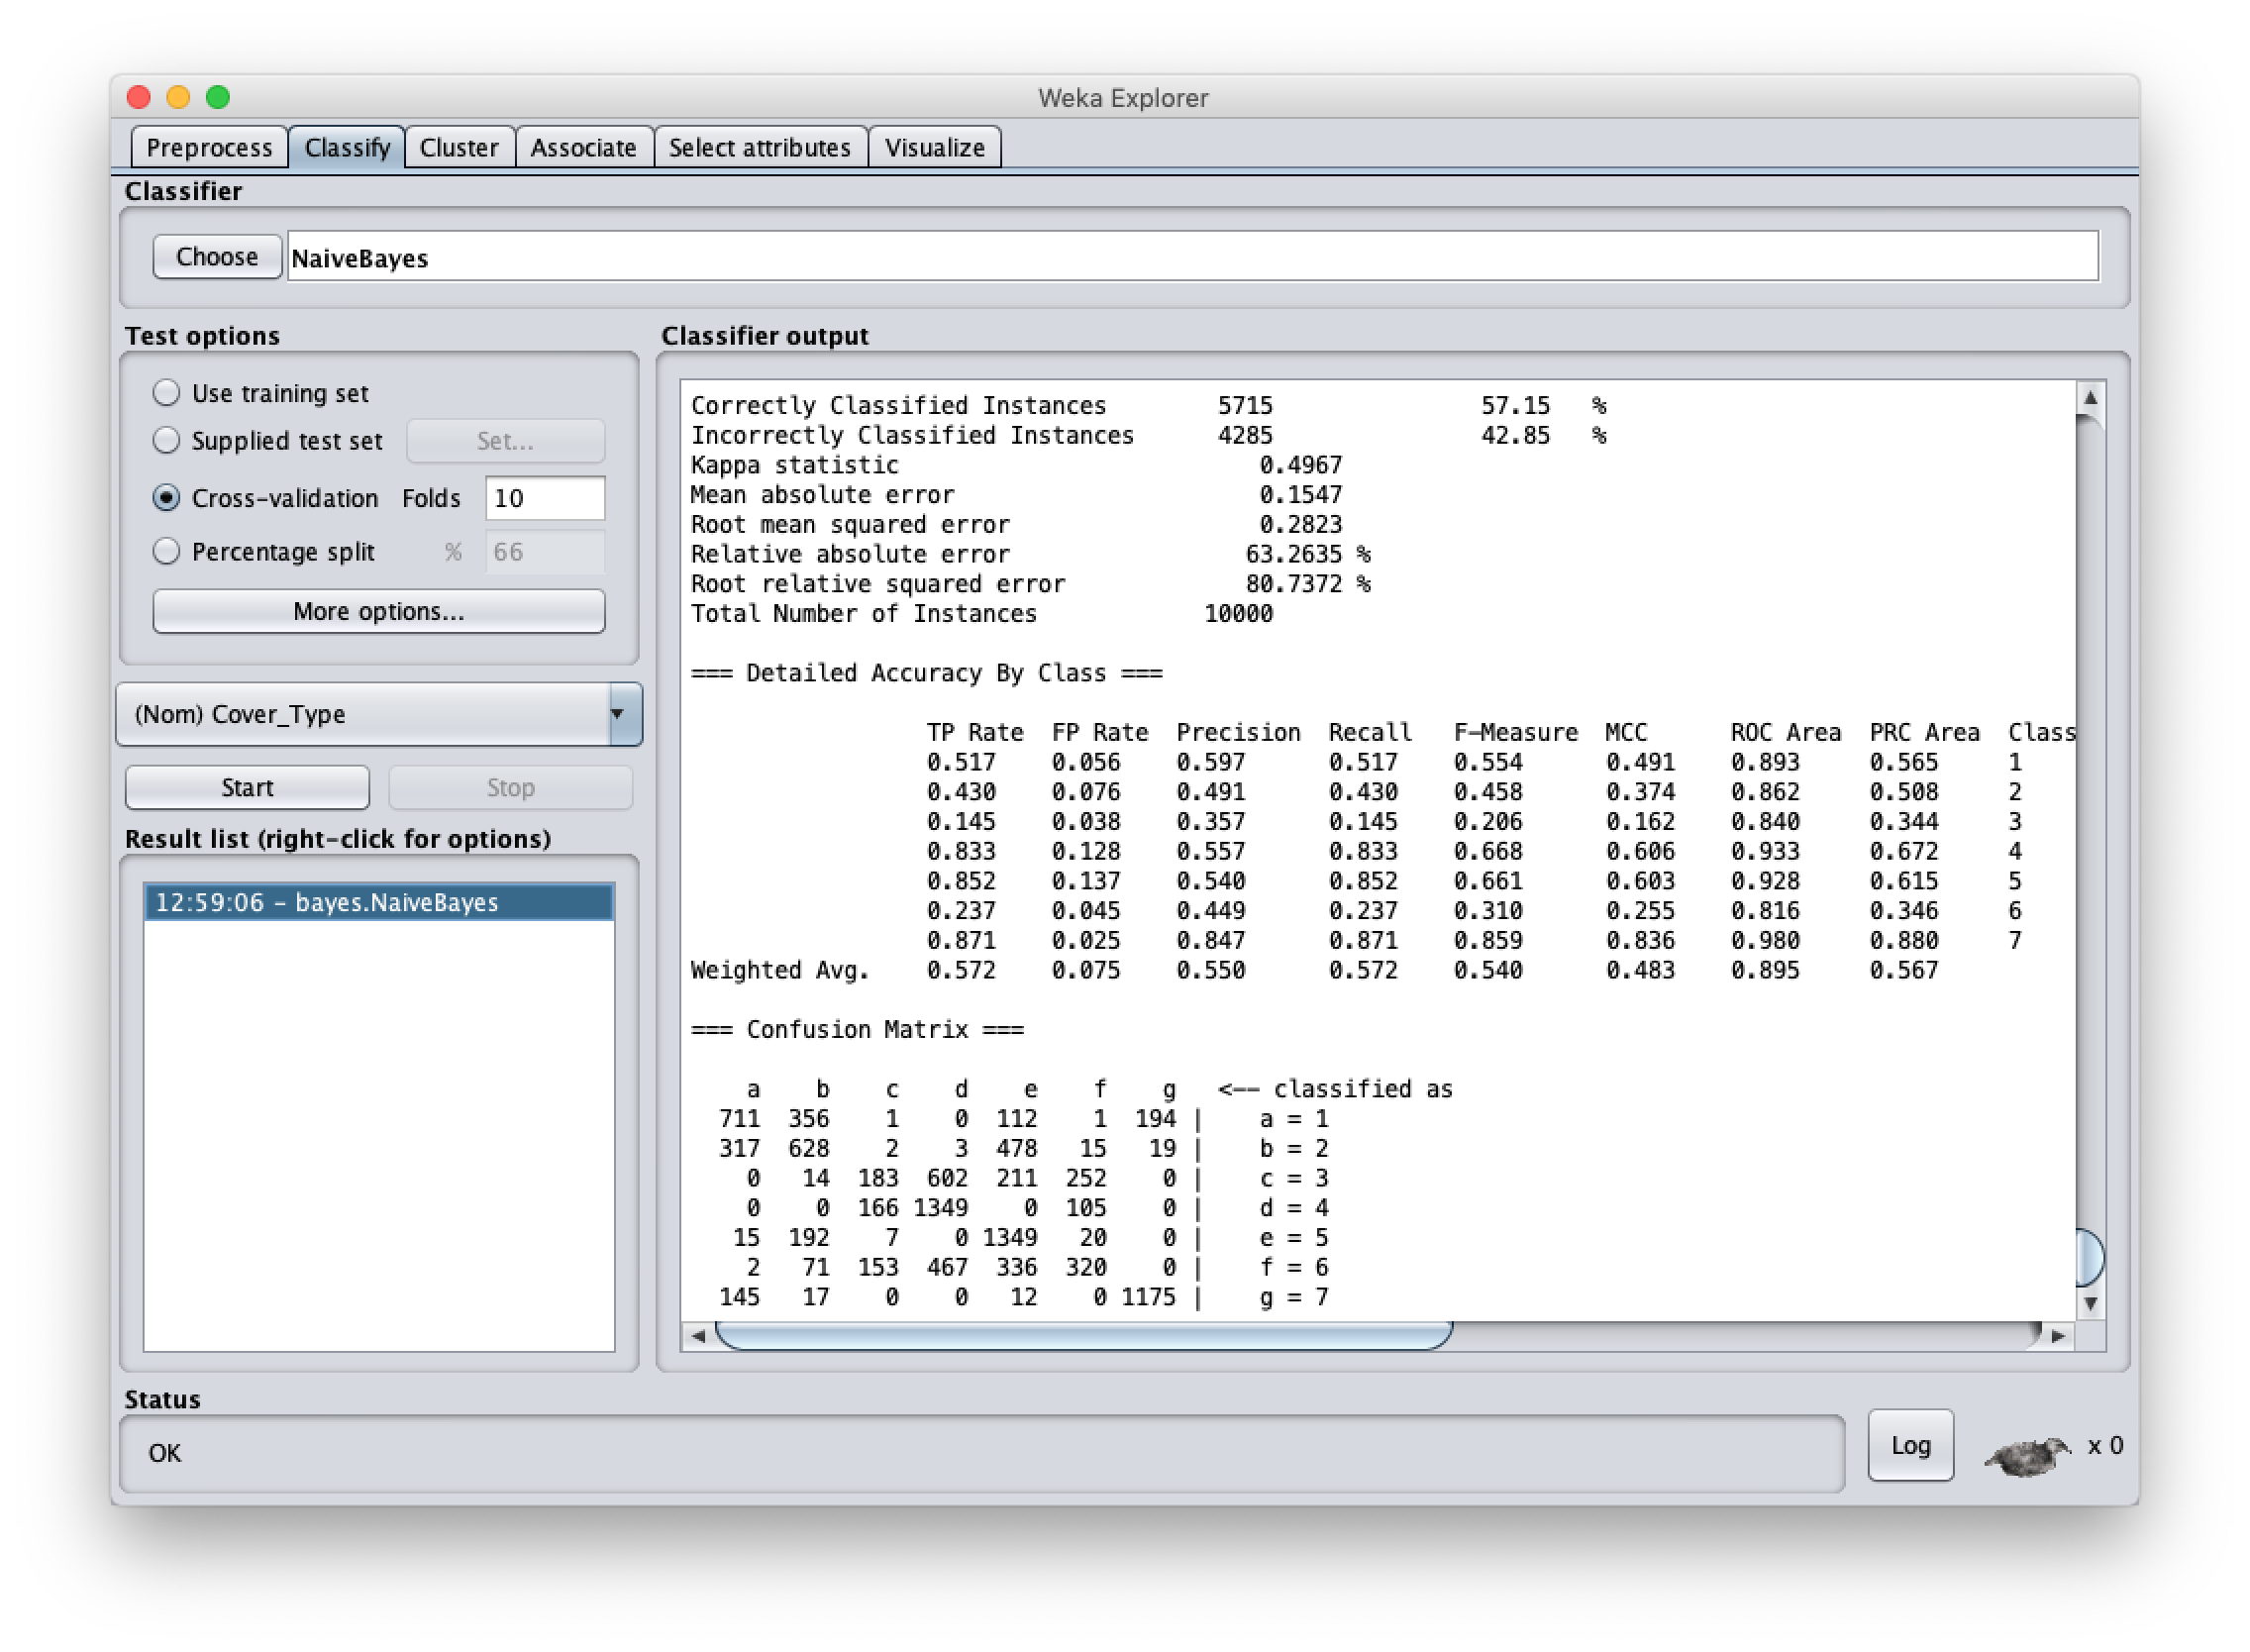 Weka Explorer
Preprocess Classify Cluster Associate Select attributes Visualize
Classifier
Choose NaiveBayes
Test options
Use training set
Supplied test set Set...
Cross-validation Folds 10
Percentage split % 66
More options...
(Nom) Cover_Type
Start Stop
Result list (right-click for options)
12:59:06 - bayes.NaiveBayes
Classifier output
Correctly Classified Instances 5715 57.15 %
Incorrectly Classified Instances 4285 42.85 %
Kappa statistic 0.4967
Mean absolute error 0.1547
Root mean squared error 0.2823
Relative absolute error 63.2635 %
Root relative squared error 80.7372 %
Total Number of Instances 10000
=== Detailed Accuracy By Class ===
TP Rate FP Rate Precision Recall F-Measure MCC ROC Area PRC Area Class
0.517 0.056 0.597 0.517 0.554 0.491 0.893 0.565 1
0.430 0.076 0.491 0.430 0.458 0.374 0.862 0.508 2
0.145 0.038 0.357 0.145 0.206 0.162 0.840 0.344 3
0.833 0.128 0.557 0.833 0.668 0.606 0.933 0.672 4
0.852 0.137 0.540 0.852 0.661 0.603 0.928 0.615 5
0.237 0.045 0.449 0.237 0.310 0.255 0.816 0.346 6
0.871 0.025 0.847 0.871 0.859 0.836 0.980 0.880 7
Weighted Avg. 0.572 0.075 0.550 0.572 0.540 0.483 0.895 0.567
=== Confusion Matrix ===
a b c d e f g <-- classified as
711 356 1 0 112 1 194 | a = 1
317 628 2 3 478 15 19 | b = 2
0 14 183 602 211 252 0 | c = 3
0 0 166 1349 0 105 0 | d = 4
15 192 7 0 1349 20 0 | e = 5
2 71 153 467 336 320 0 | f = 6
145 17 0 0 12 0 1175 | g = 7
Status
OK
Log x 0